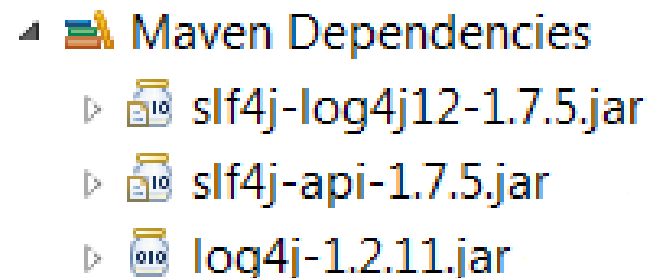 Maven Dependencies
slf4j-log4j12-1.7.5.jar
slf4j-api-1.7.5.jar
log4j-1.2.11.jar